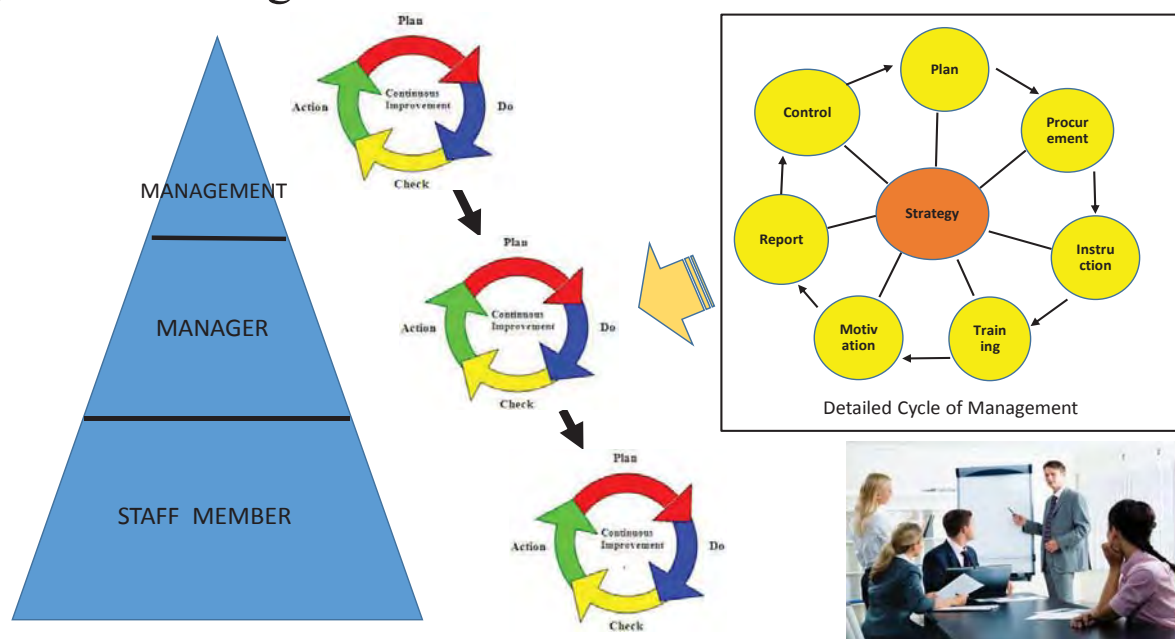 MANAGEMENT
MANAGER
STAFF MEMBER
Plan
Action
Continuous
Improvement
Do
Check
Plan
Action
Continuous
Improvement
Do
Check
Plan
Action
Continuous
Improvement
Do
Check
Plan
Procur
ement
Instru
ction
Train
ing
Motiv
ation
Report
Control
Strategy
Detailed Cycle of Management